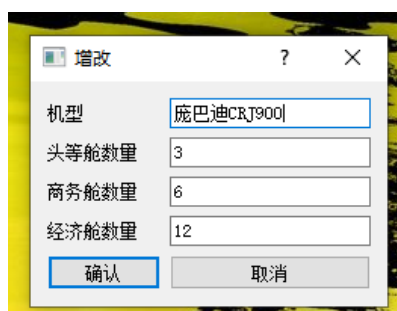 增改 ?
机型 庞巴迪CRJ900
头等舱数量 3
商务舱数量 6
经济舱数量 12
确认 取消